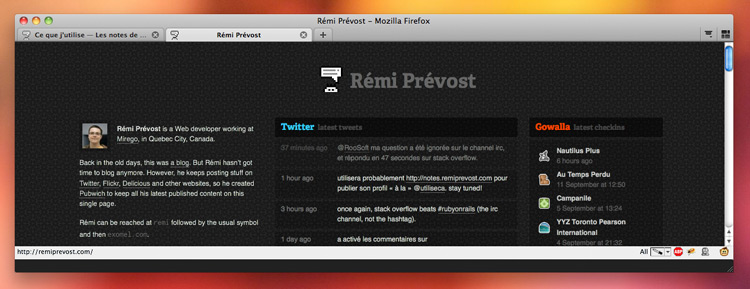 Rémi Prévost – Mozilla Firefox
Ce que j'utilise — Les notes de ...
Rémi Prévost
Rémi Prévost
Rémi Prévost is a Web developer working at
Mirego, in Quebec City, Canada.
Back in the old days, this was a blog. But Rémi hasn't got
time to blog anymore. However, he keeps posting stuff on
Twitter, Flickr, Delicious and other websites, so he created
Pubwich to keep all his latest published content on this
single page.
Rémi can be reached at remi followed by the usual symbol
and then exomel.com.
Twitter latest tweets
37 minutes ago @RooSoft ma question a été ignorée sur le channel irc,
et répondu en 47 secondes sur stack overflow.
1 hour ago utilisera probablement http://notes.remiprevost.com pour
publier son profil « à la » @utiliseca. stay tuned!
3 hours ago once again, stack overflow beats #rubyonrails (the irc
channel, not the hashtag).
1 day ago a activé les commentaires sur
Gowalla latest checkins
Nautilus Plus
6 hours ago
Au Temps Perdu
11 September at 12:50
Campanile
5 September at 13:24
YYZ Toronto Pearson
International
4 September at 21:32
http://remiprevost.com/
All
ABP